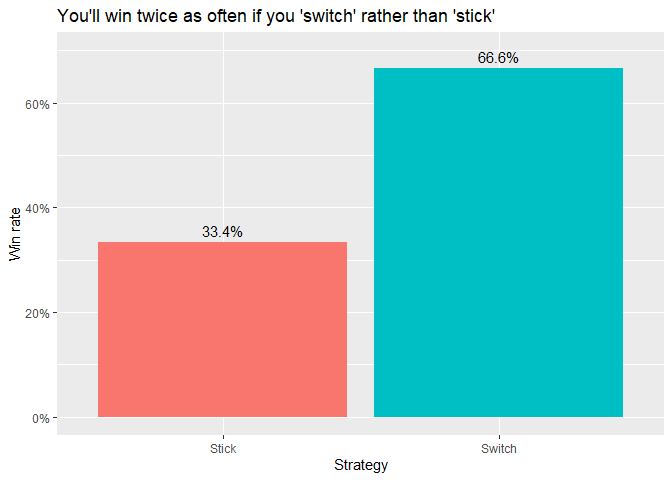 You'll win twice as often if you 'switch' rather than 'stick'
66.6%
60%
40%
33.4%
20%
0%
Win rate
Stick
Switch
Strategy